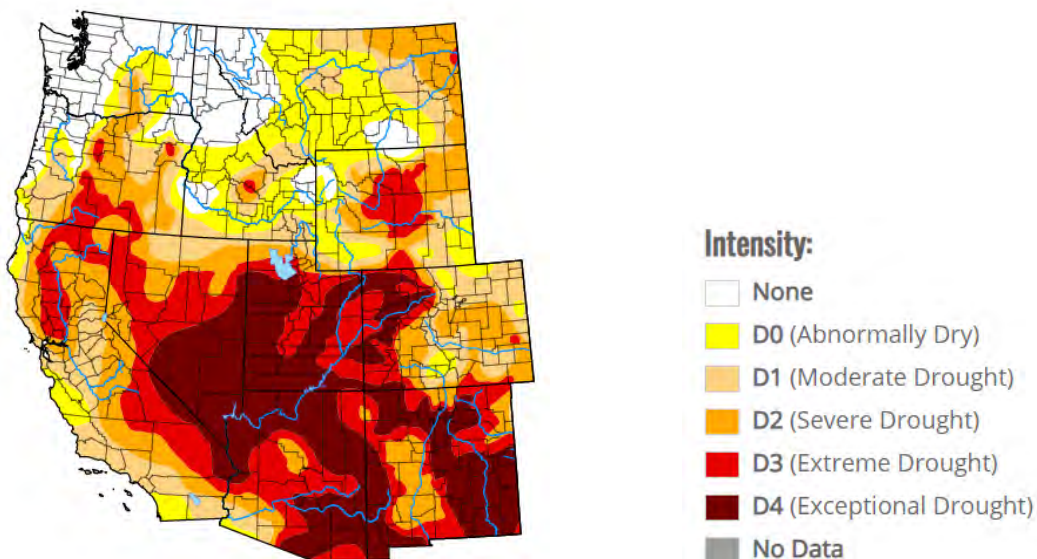 Intensity:
None
D0 (Abnormally Dry)
D1 (Moderate Drought)
D2 (Severe Drought)
D3 (Extreme Drought)
D4 (Exceptional Drought)
No Data